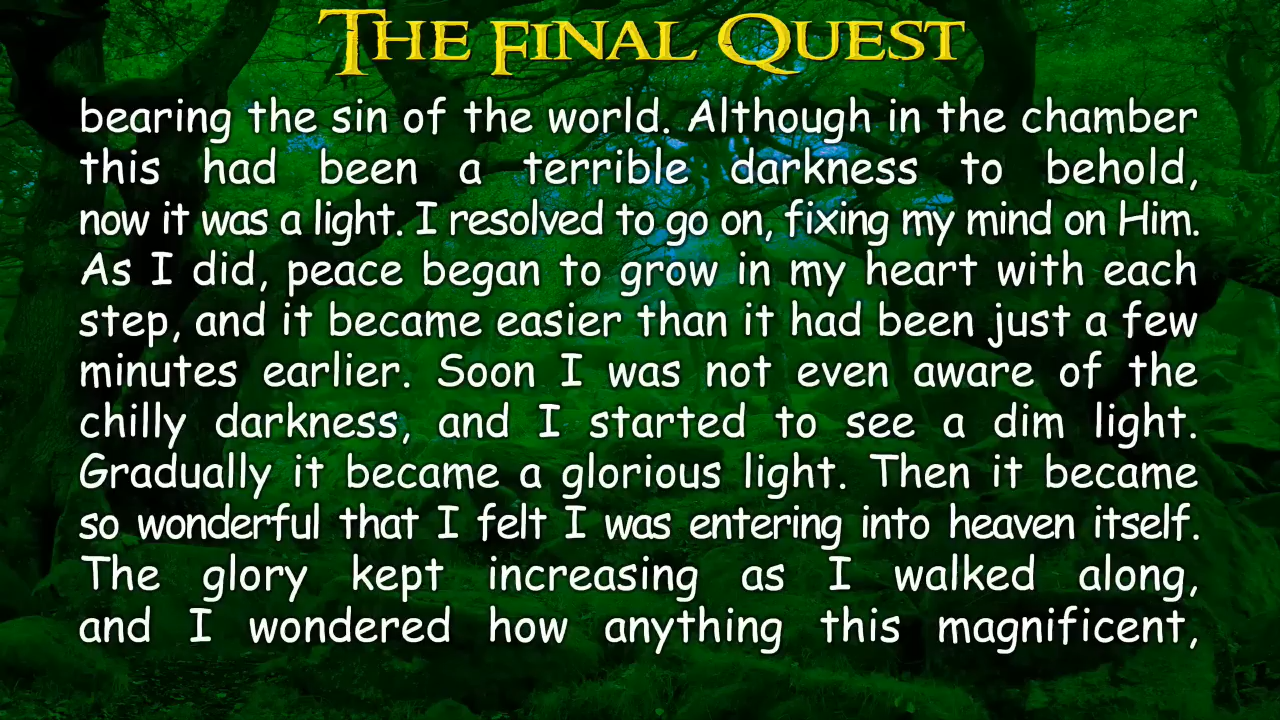 The Final Quest
bearing the sin of the world. Although in the chamber
this had been a terrible darkness to behold,
now it was a light. I resolved to go on, fixing my mind on Him.
As I did, peace began to grow in my heart with each
step, and it became easier than it had been just a few
minutes earlier. Soon I was not even aware of the
chilly darkness, and I started to see a dim light.
Gradually it became a glorious light. Then it became
so wonderful that I felt I was entering into heaven itself.
The glory kept increasing as I walked along,
and I wondered how anything this magnificent,